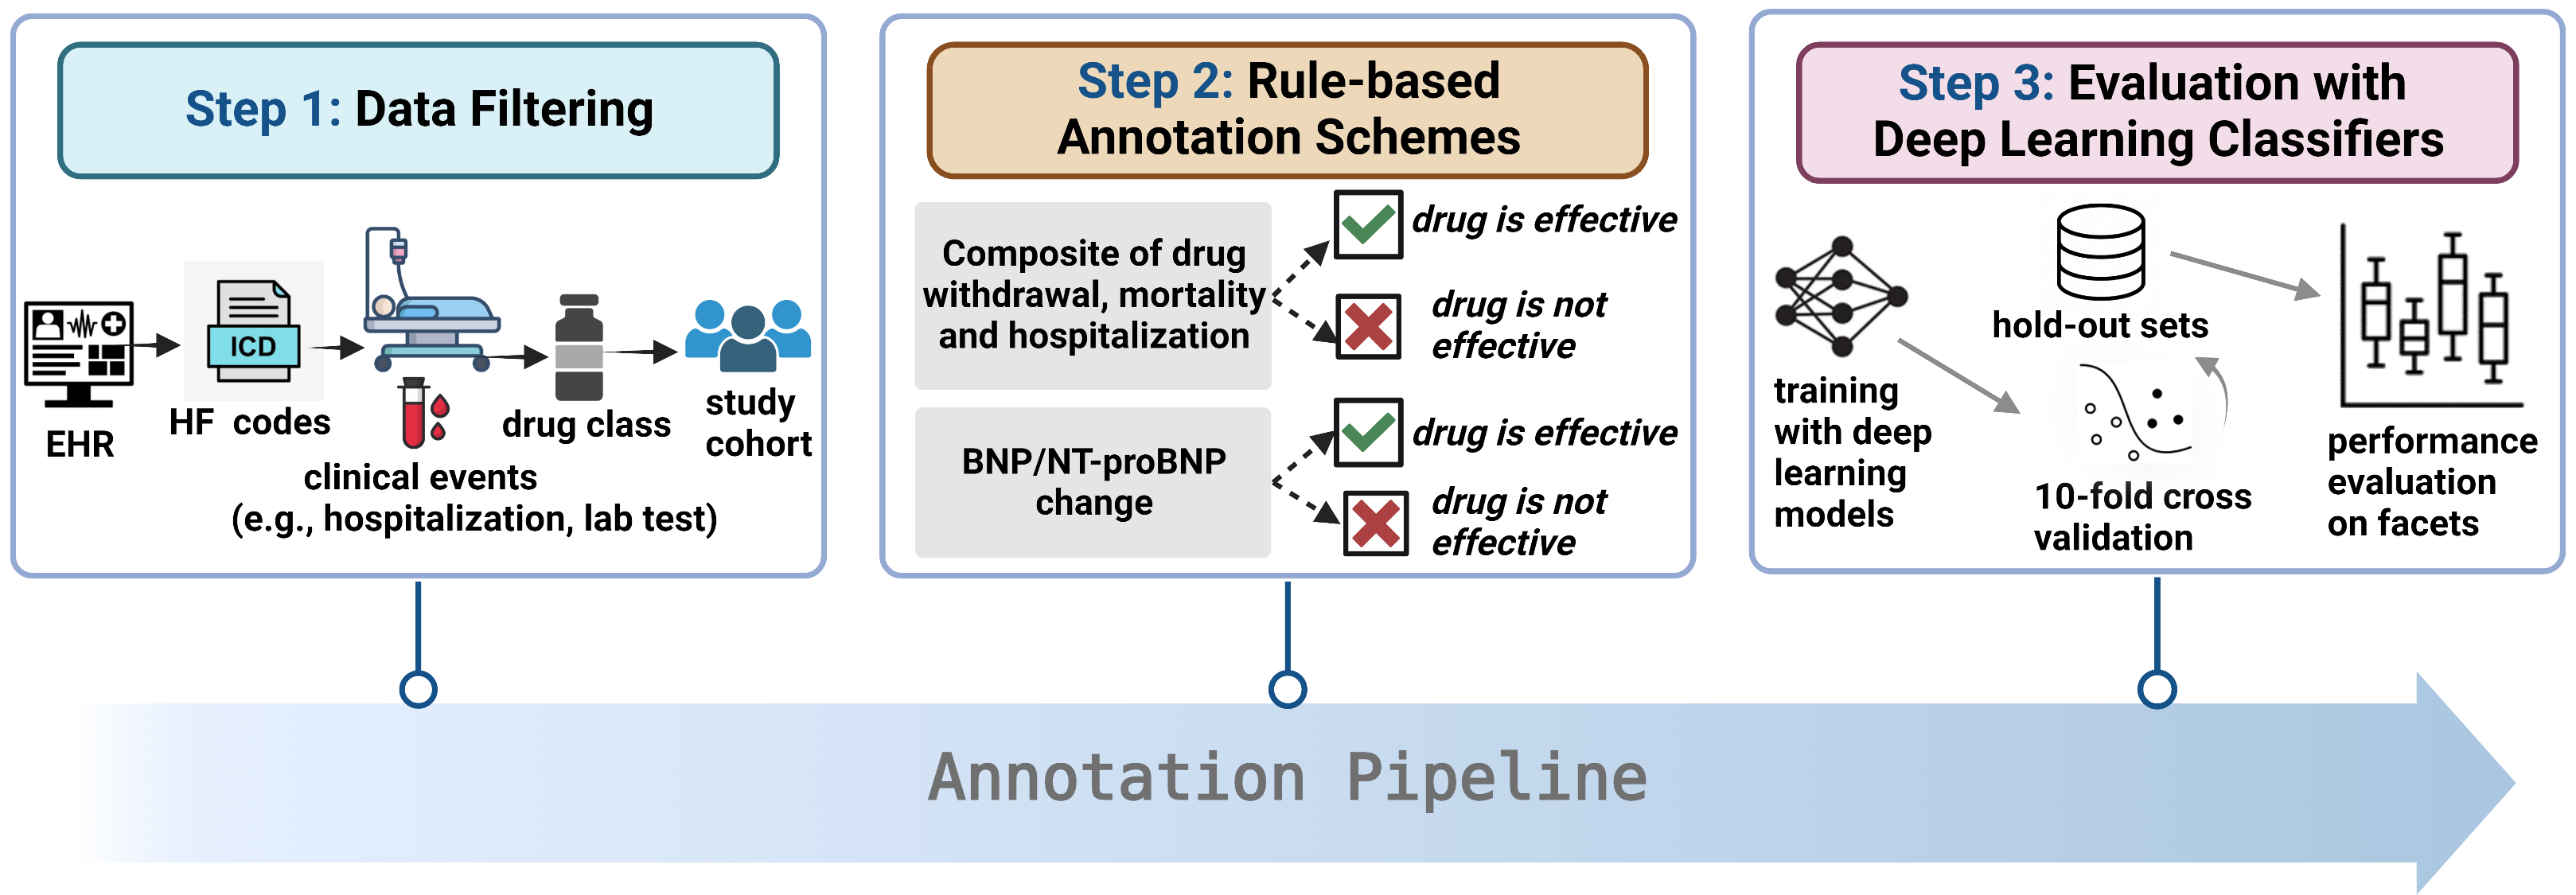 Step 1: Data Filtering
EHR
ICD
HF codes
clinical events
(e.g., hospitalization, lab test)
drug class
study
cohort
Step 2: Rule-based
Annotation Schemes
Composite of drug
withdrawal, mortality
and hospitalization
drug is effective
drug is not
effective
BNP/NT-proBNP
change
drug is effective
drug is not
effective
Step 3: Evaluation with
Deep Learning Classifiers
training
with deep
learning
models
hold-out sets
10-fold cross
validation
performance
evaluation
on facets
Annotation Pipeline